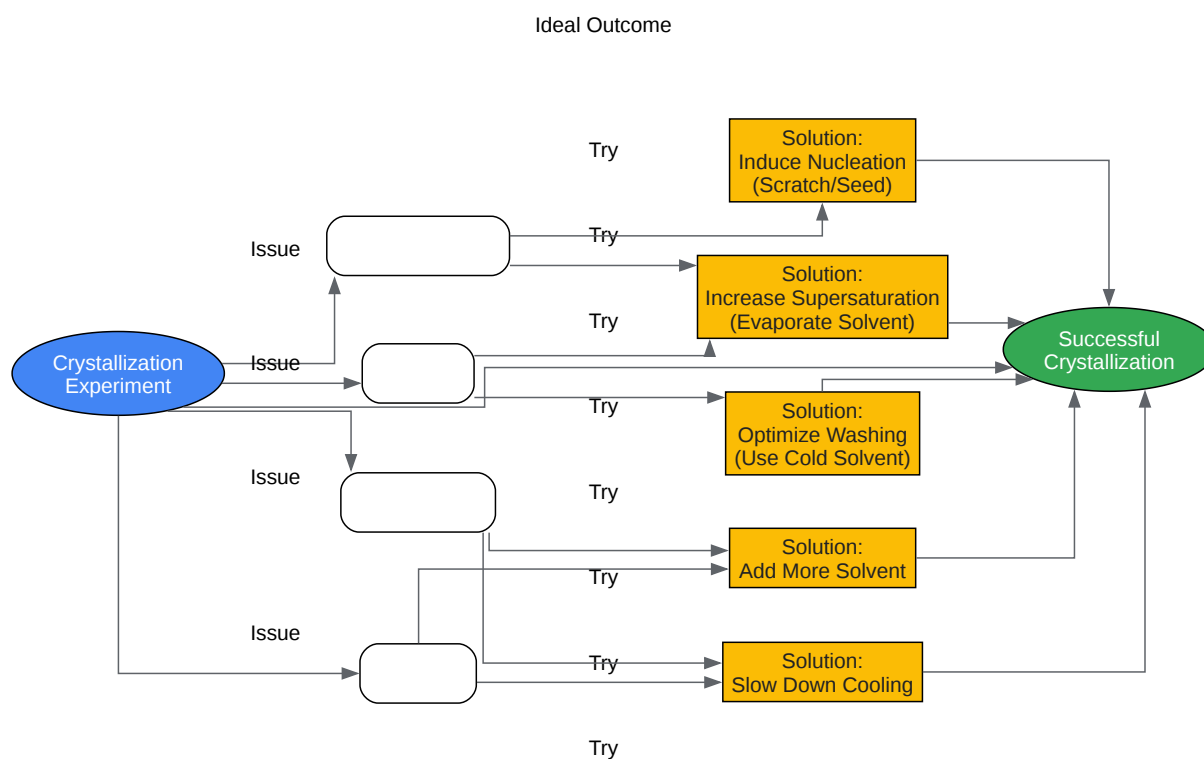 Ideal Outcome
Solution:
Induce Nucleation
(Scratch/Seed)
Try
Issue
Try
Solution:
Increase Supersaturation
(Evaporate Solvent)
Try
Successful
Crystallization
Crystallization
Experiment
Issue
Try
Solution:
Optimize Washing
(Use Cold Solvent)
Issue
Try
Solution:
Add More Solvent
Try
Issue
Try
Solution:
Slow Down Cooling
Try